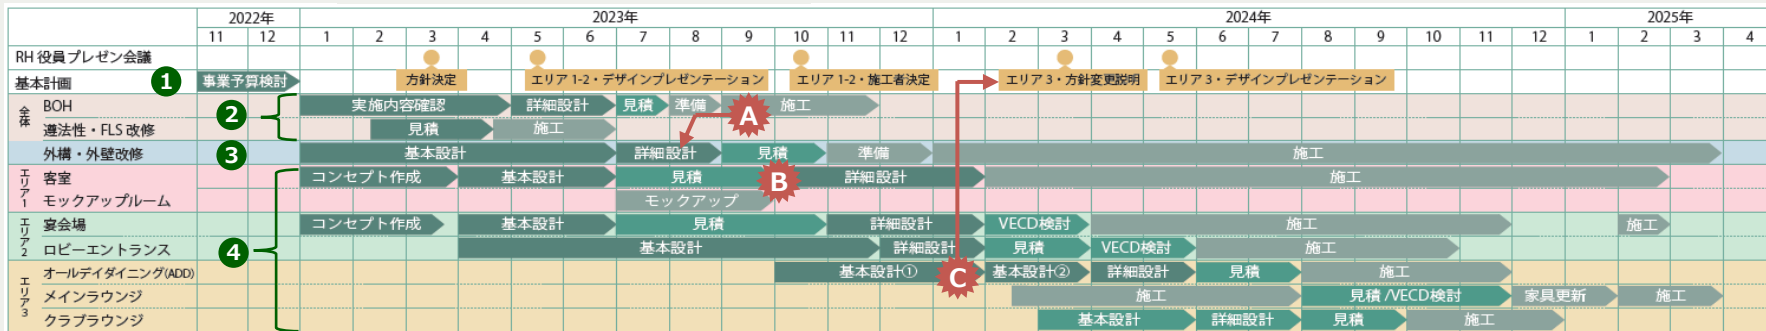 2022年 2023年 2024年 2025年
11 12 1 2 3 4 5 6 7 8 9 10 11 12 1 2 3 4 5 6 7 8 9 10 11 12 1 2 3 4
RH 役員プレゼン会議
基本計画 1 事業予算検討 方針決定 エリア 1-2・デザインプレゼンテーション エリア 1-2・施工者決定 エリア 3・方針変更説明 エリア 3・デザインプレゼンテーション
全体
BOH 実施内容確認 詳細設計 見積 準備 施工
2 A
遵法性・FLS 改修 見積 施工
外構・外壁改修 3 基本設計 詳細設計 見積 準備 施工
エリア1
客室 コンセプト作成 基本設計 見積 B 詳細設計 施工
モックアップルーム モックアップ
エリア2
宴会場 コンセプト作成 基本設計 見積 詳細設計 VECD検討 施工 施工
4
ロビーエントランス 基本設計 詳細設計 見積 VECD検討 施工
エリア3
オールデイダイニング(ADD) 基本設計① C 基本設計② 詳細設計 見積 施工
メインラウンジ 施工 見積 /VECD検討 家具更新 施工
クラブラウンジ 基本設計 詳細設計 見積 施工